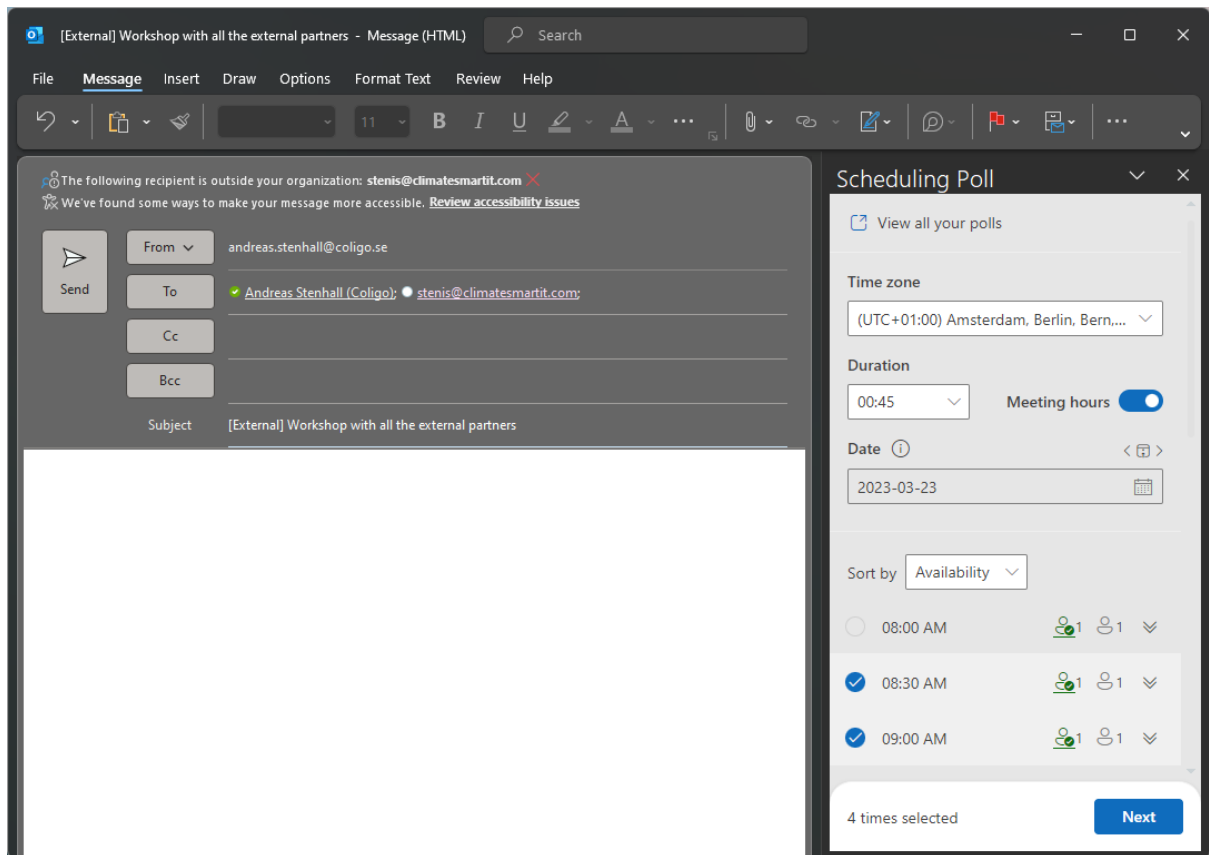 [External] Workshop with all the external partners - Message (HTML)
Search
File Message Insert Draw Options Format Text Review Help
11 B I U A
The following recipient is outside your organization: stenis@climatesmartit.com
We've found some ways to make your message more accessible. Review accessibility issues
Send
From
andreas.stenhall@coligo.se
To
Andreas Stenhall (Coligo); stenis@climatesmartit.com;
Cc
Bcc
Subject
[External] Workshop with all the external partners
Scheduling Poll
View all your polls
Time zone
(UTC+01:00) Amsterdam, Berlin, Bern,...
Duration
00:45
Meeting hours
Date
2023-03-23
Sort by Availability
08:00 AM 1 1
08:30 AM 1 1
09:00 AM 1 1
4 times selected
Next